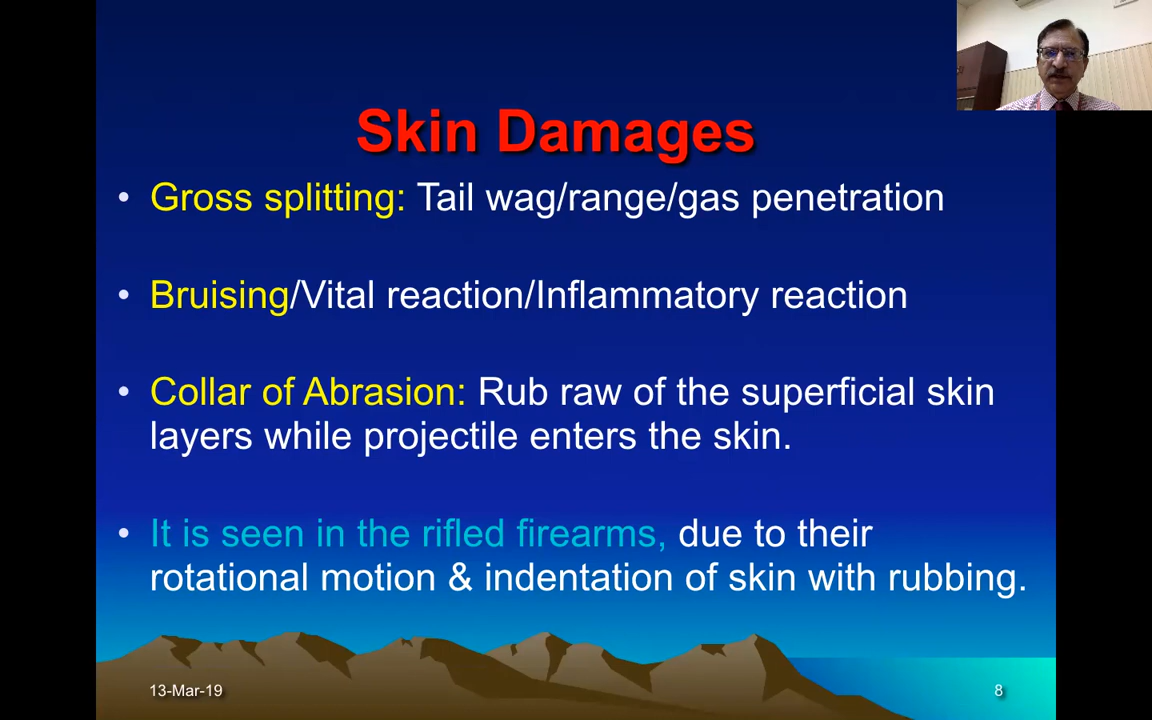 Skin Damages
• Gross splitting: Tail wag/range/gas penetration
• Bruising/Vital reaction/Inflammatory reaction
• Collar of Abrasion: Rub raw of the superficial skin
layers while projectile enters the skin.
• It is seen in the rifled firearms, due to their
rotational motion & indentation of skin with rubbing.
13-Mar-19
8